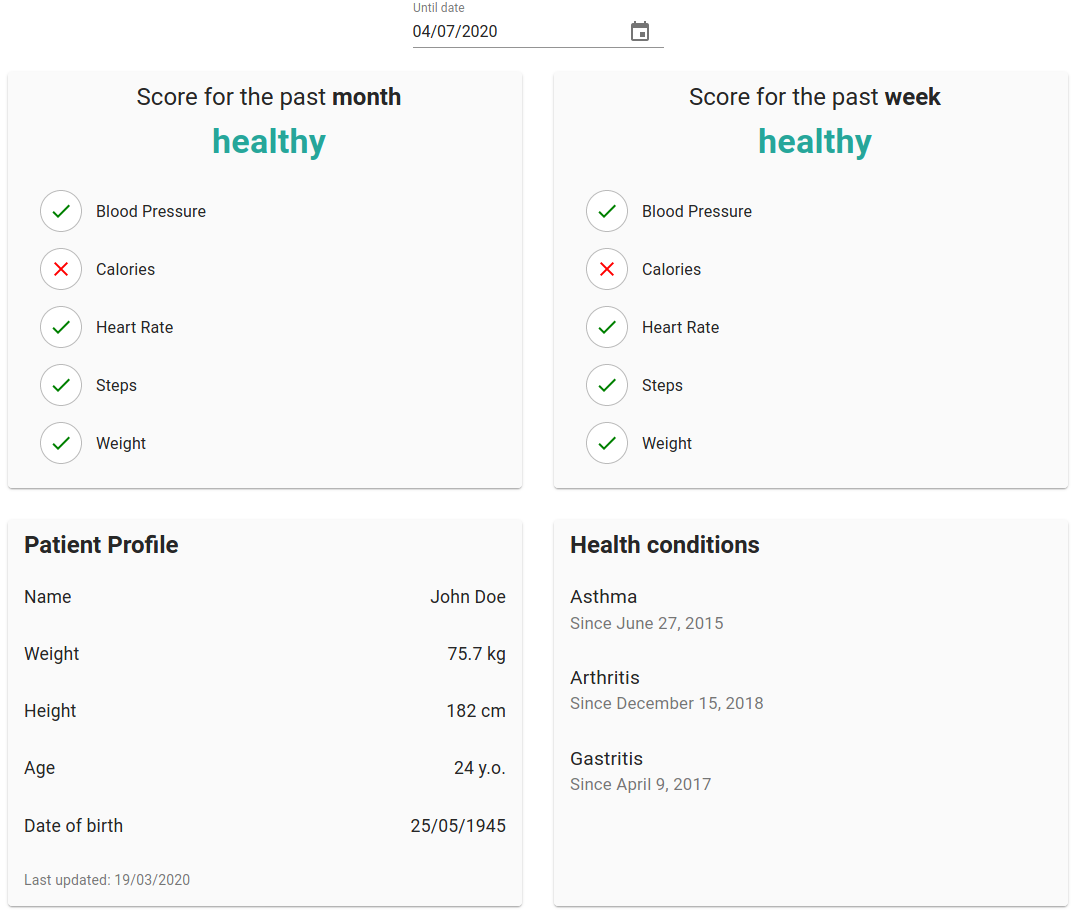 Until date
04/07/2020
Score for the past month
healthy
Blood Pressure
Calories
Heart Rate
Steps
Weight
Score for the past week
healthy
Blood Pressure
Calories
Heart Rate
Steps
Weight
Patient Profile
Name John Doe
Weight 75.7 kg
Height 182 cm
Age 24 y.o.
Date of birth 25/05/1945
Last updated: 19/03/2020
Health conditions
Asthma
Since June 27, 2015
Arthritis
Since December 15, 2018
Gastritis
Since April 9, 2017